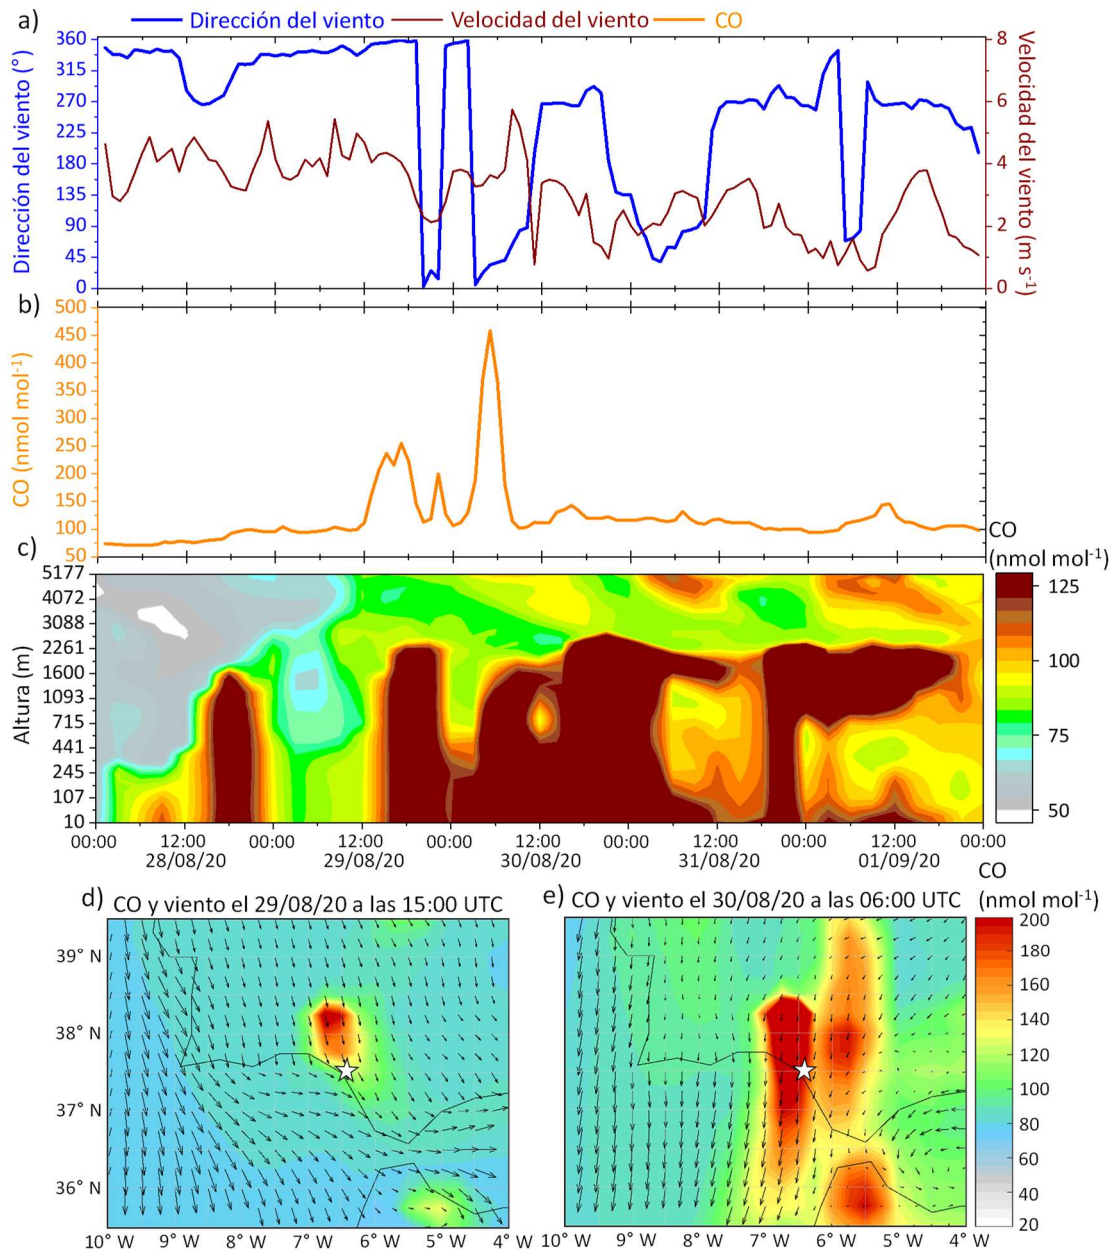 a) Dirección del viento Velocidad del viento CO
Dirección del viento (°)
360
315
270
225
180
135
90
45
0
8
6
4
2
0
Velocidad del viento (m s⁻¹)
b)
CO (nmol mol⁻¹)
500
450
400
350
300
250
200
150
100
50
c)
Altura (m)
5177
4072
3088
2261
1600
1093
715
441
245
107
10
CO
(nmol mol⁻¹)
125
100
75
50
00:00 12:00 00:00 12:00 00:00 12:00 00:00 12:00 00:00 12:00 00:00
28/08/20 29/08/20 30/08/20 31/08/20 01/09/20
d) CO y viento el 29/08/20 a las 15:00 UTC
39° N
38° N
37° N
36° N
10° W 9° W 8° W 7° W 6° W 5° W 4° W
e) CO y viento el 30/08/20 a las 06:00 UTC
10° W 9° W 8° W 7° W 6° W 5° W 4° W
CO
(nmol mol⁻¹)
200
180
160
140
120
100
80
60
40
20